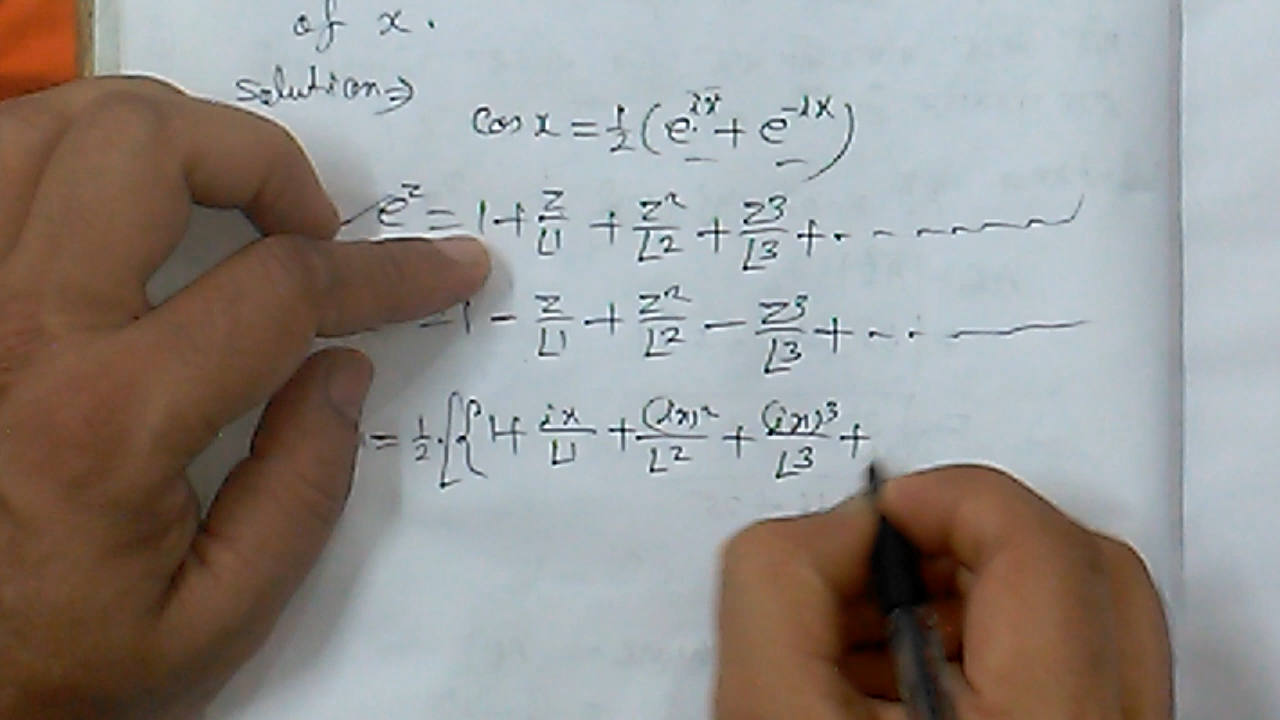 of x.
Solution⇒
Cos x = 1/2 (e^ix + e^-ix)
e^z = 1 + z/∟1 + z²/∟2 + z³/∟3 + . - - - - -
= 1 - z/∟1 + z²/∟2 - z³/∟3 + - . .
= 1/2 . [{ 1 + ix/∟1 + (ix)²/∟2 + (ix)³/∟3 +